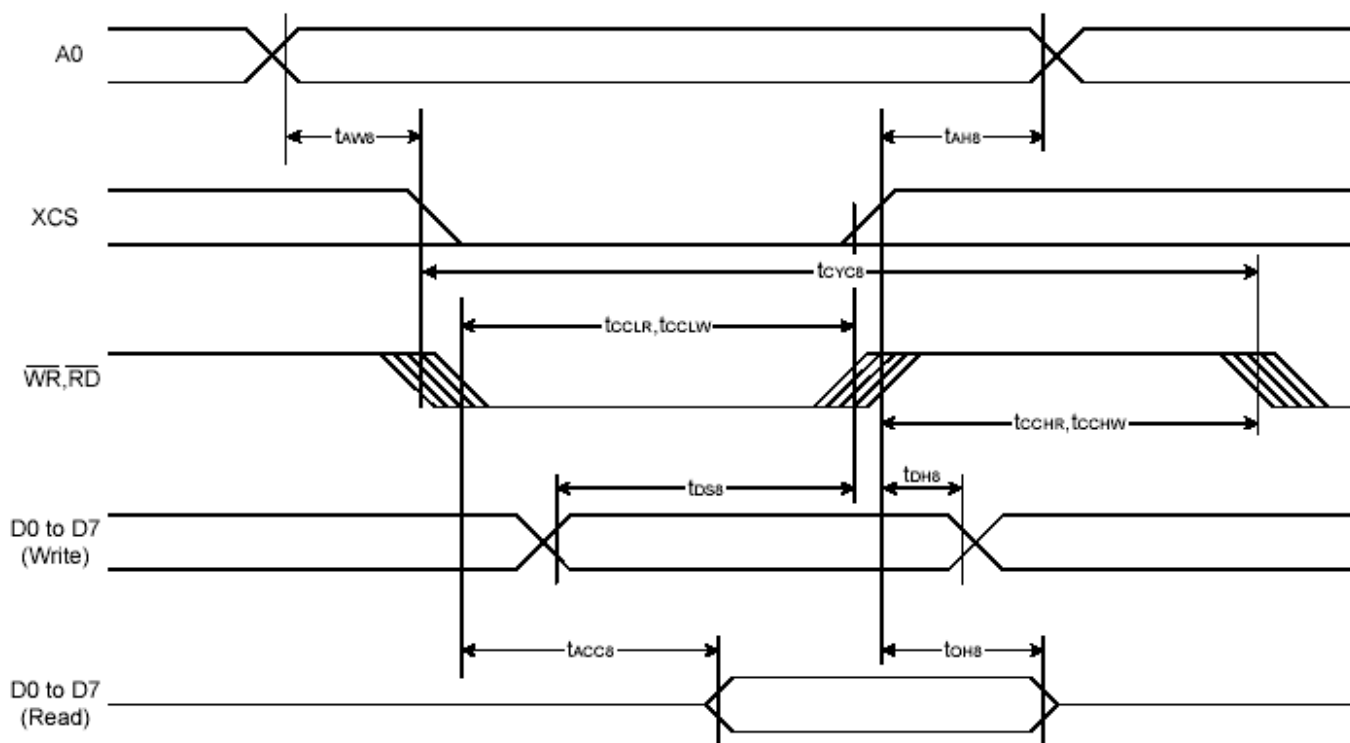 A0
tAW8
tAH8
XCS
tCYC8
tCCLR,tCCLW
WR,RD
tCCHR,tCCHW
tDS8
tDH8
D0 to D7
(Write)
tACC8
tOH8
D0 to D7
(Read)